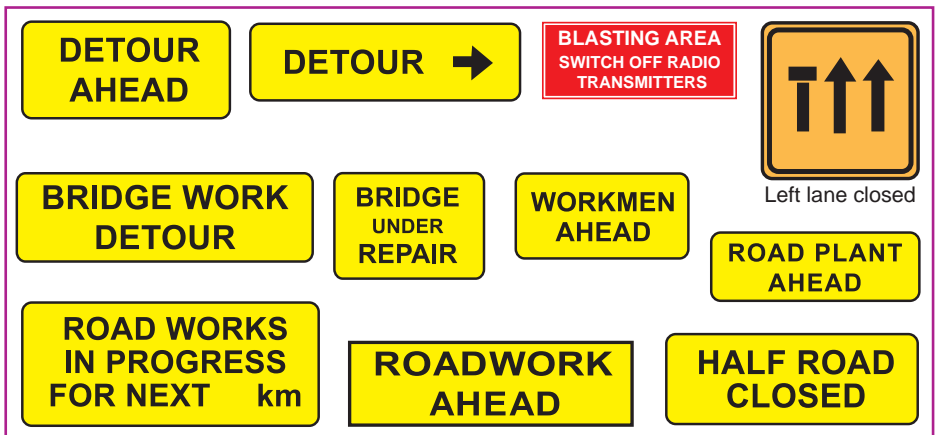 DETOUR
AHEAD
DETOUR
BLASTING AREA
SWITCH OFF RADIO
TRANSMITTERS
Left lane closed
BRIDGE WORK
DETOUR
BRIDGE
UNDER
REPAIR
WORKMEN
AHEAD
ROAD PLANT
AHEAD
ROAD WORKS
IN PROGRESS
FOR NEXT km
ROADWORK
AHEAD
HALF ROAD
CLOSED